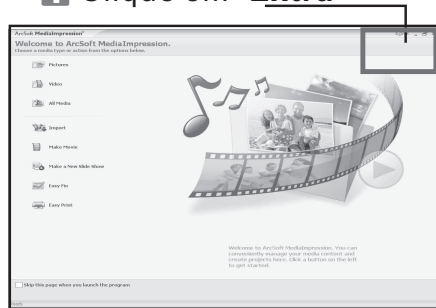 ArcSoft MediaImpression
Welcome to ArcSoft MediaImpression.
Choose a media type or action from the options below.
Pictures
Video
All Media
Import
Make Movie
Make a New Slide Show
Easy Fix
Easy Print
Welcome to ArcSoft MediaImpression. You can
conveniently manage your media content and
create projects here. Click a button on the left
to get started.
Skip this page when you launch the program